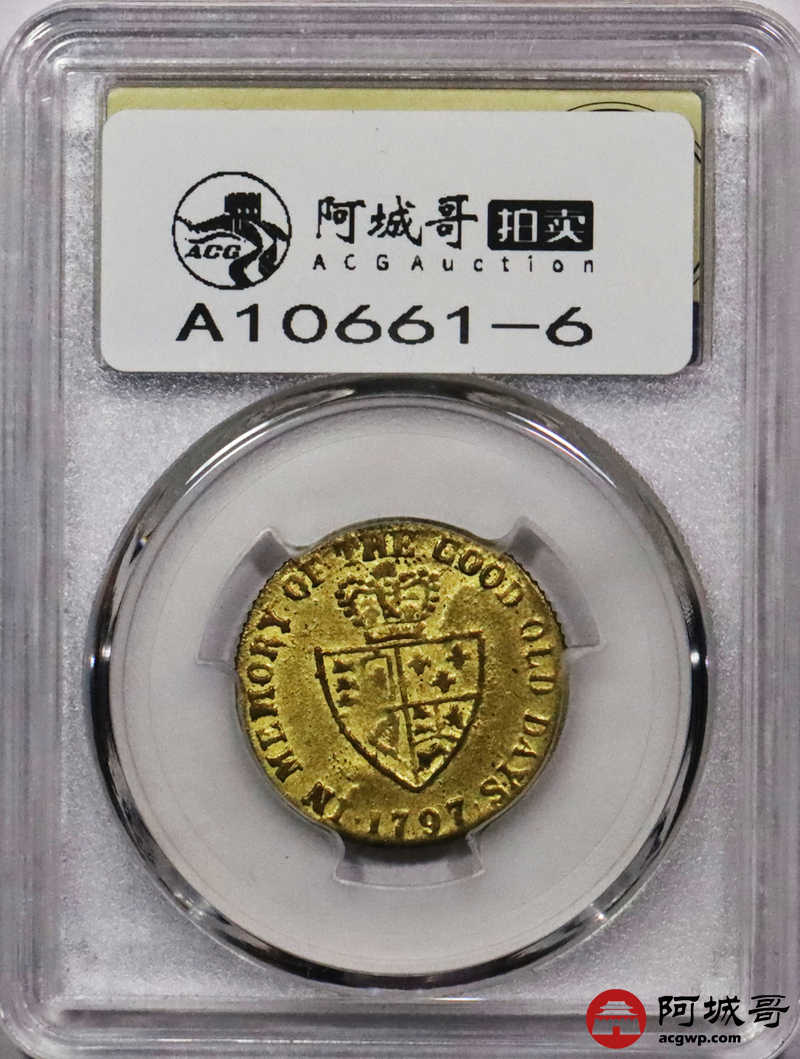 ACG
阿城哥 拍卖
ACGAuction
A10661-6
IN MEMORY OF THE GOOD OLD DAYS
·1797·
阿城哥
acgwp.com